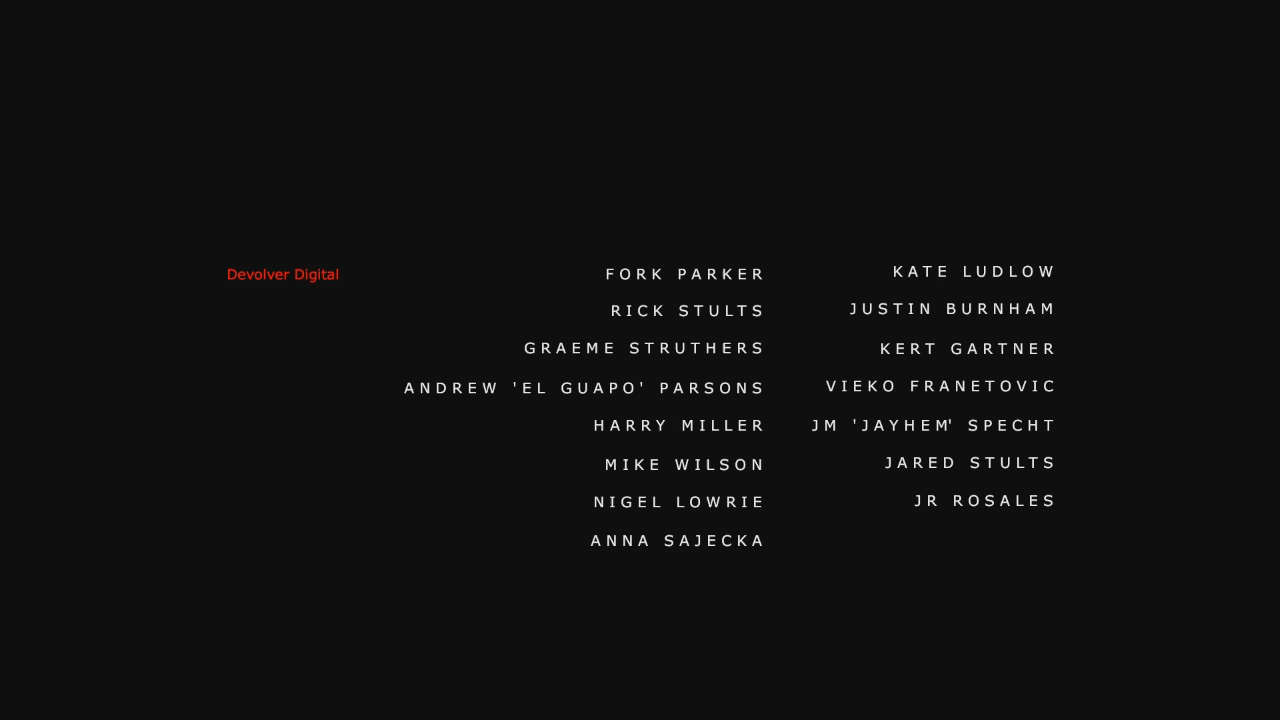 Devolver Digital
FORK PARKER
RICK STULTS
GRAEME STRUTHERS
ANDREW 'EL GUAPO' PARSONS
HARRY MILLER
MIKE WILSON
NIGEL LOWRIE
ANNA SAJECKA
KATE LUDLOW
JUSTIN BURNHAM
KERT GARTNER
VIEKO FRANETOVIC
JM 'JAYHEM' SPECHT
JARED STULTS
JR ROSALES